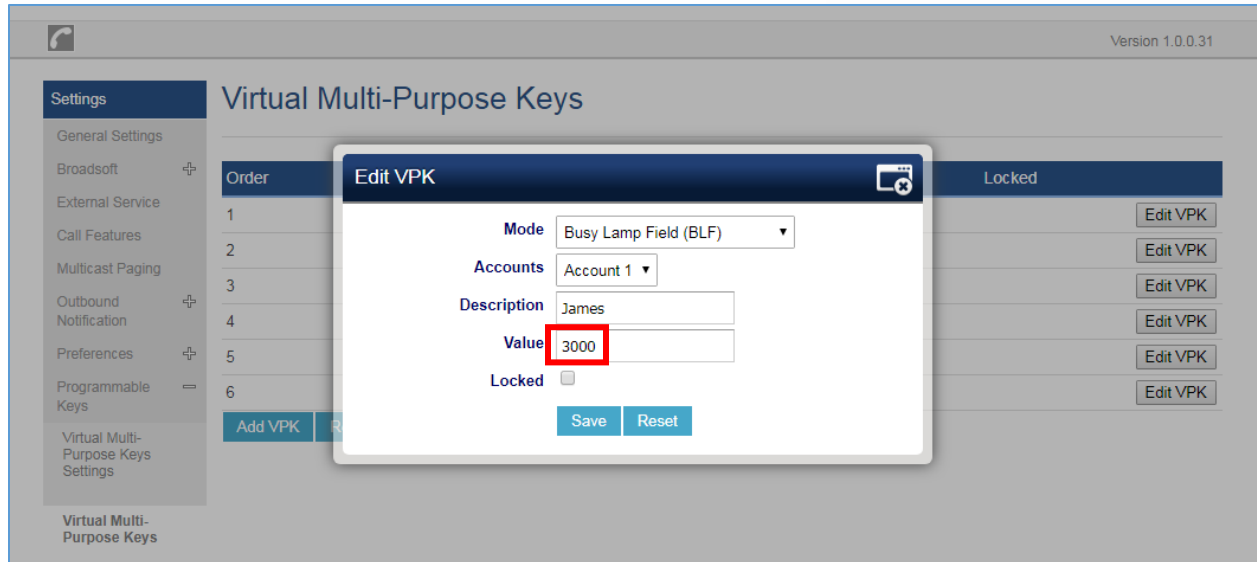 Version 1.0.0.31
Settings
General Settings
Broadsoft
External Service
Call Features
Multicast Paging
Outbound
Notification
Preferences
Programmable
Keys
Virtual Multi-
Purpose Keys
Settings
Virtual Multi-
Purpose Keys
Virtual Multi-Purpose Keys
Order Locked
1 Edit VPK
2 Edit VPK
3 Edit VPK
4 Edit VPK
5 Edit VPK
6 Edit VPK
Add VPK
Edit VPK
Mode Busy Lamp Field (BLF)
Accounts Account 1
Description James
Value 3000
Locked
Save Reset